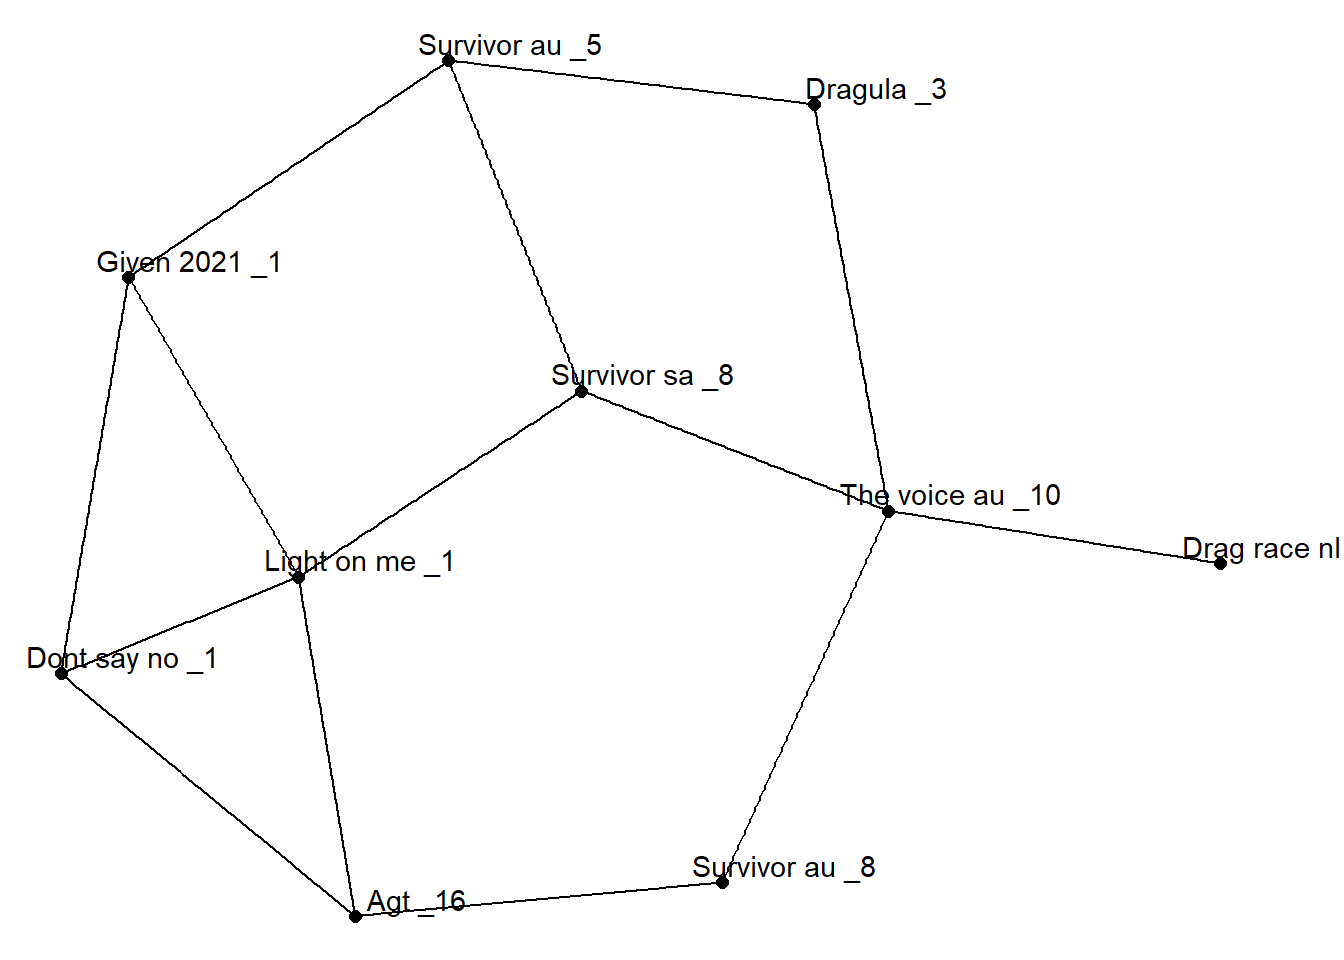 Survivor au _5
Dragula _3
Given 2021 _1
Survivor sa _8
The voice au _10
Drag race nl
Light on me _1
Dont say no _1
Survivor au _8
Agt _16